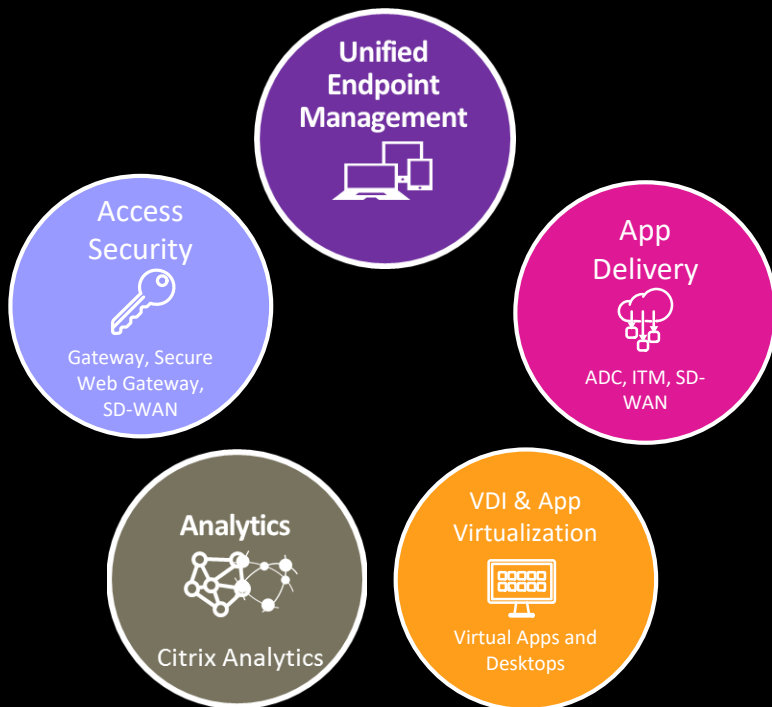 Unified
Endpoint
Management
Access
Security
Gateway, Secure
Web Gateway,
SD-WAN
App
Delivery
ADC, ITM, SD-
WAN
Analytics
Citrix Analytics
VDI & App
Virtualization
Virtual Apps and
Desktops